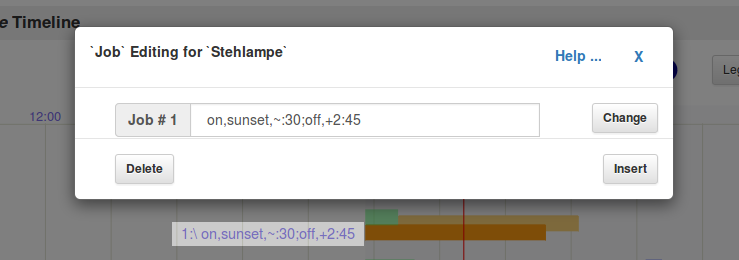 e Timeline
`Job` Editing for `Stehlampe`
Help ...
X
Leg
12:00
Job # 1
on,sunset,~:30;off,+2:45
Change
Delete
Insert
1:\ on,sunset,~:30;off,+2:45